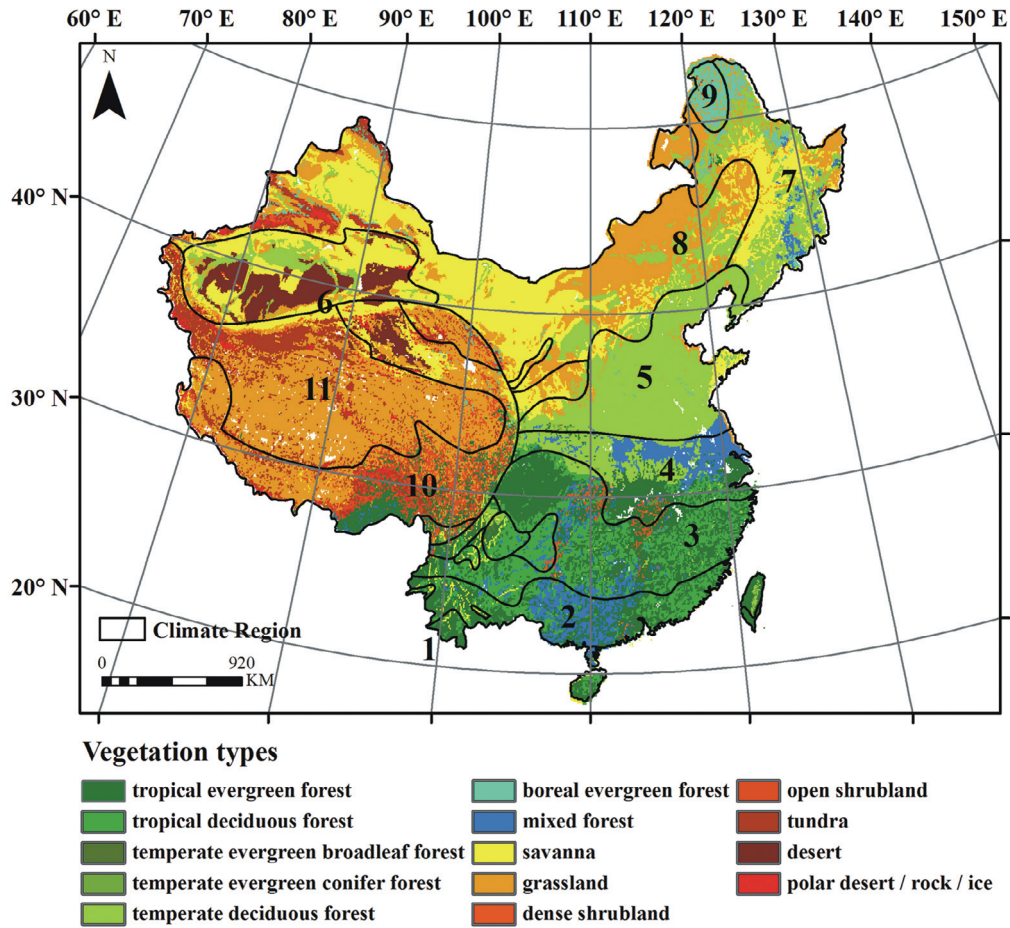 60° E 70° E 80° E 90° E 100° E 110° E 120° E 130° E 140° E 150° E
N
9
40° N
7
8
6
5
11
30° N
10
4
3
20° N
2
Climate Region
1
0 920
KM
Vegetation types
tropical evergreen forest
tropical deciduous forest
temperate evergreen broadleaf forest
temperate evergreen conifer forest
temperate deciduous forest
boreal evergreen forest
mixed forest
savanna
grassland
dense shrubland
open shrubland
tundra
desert
polar desert / rock / ice